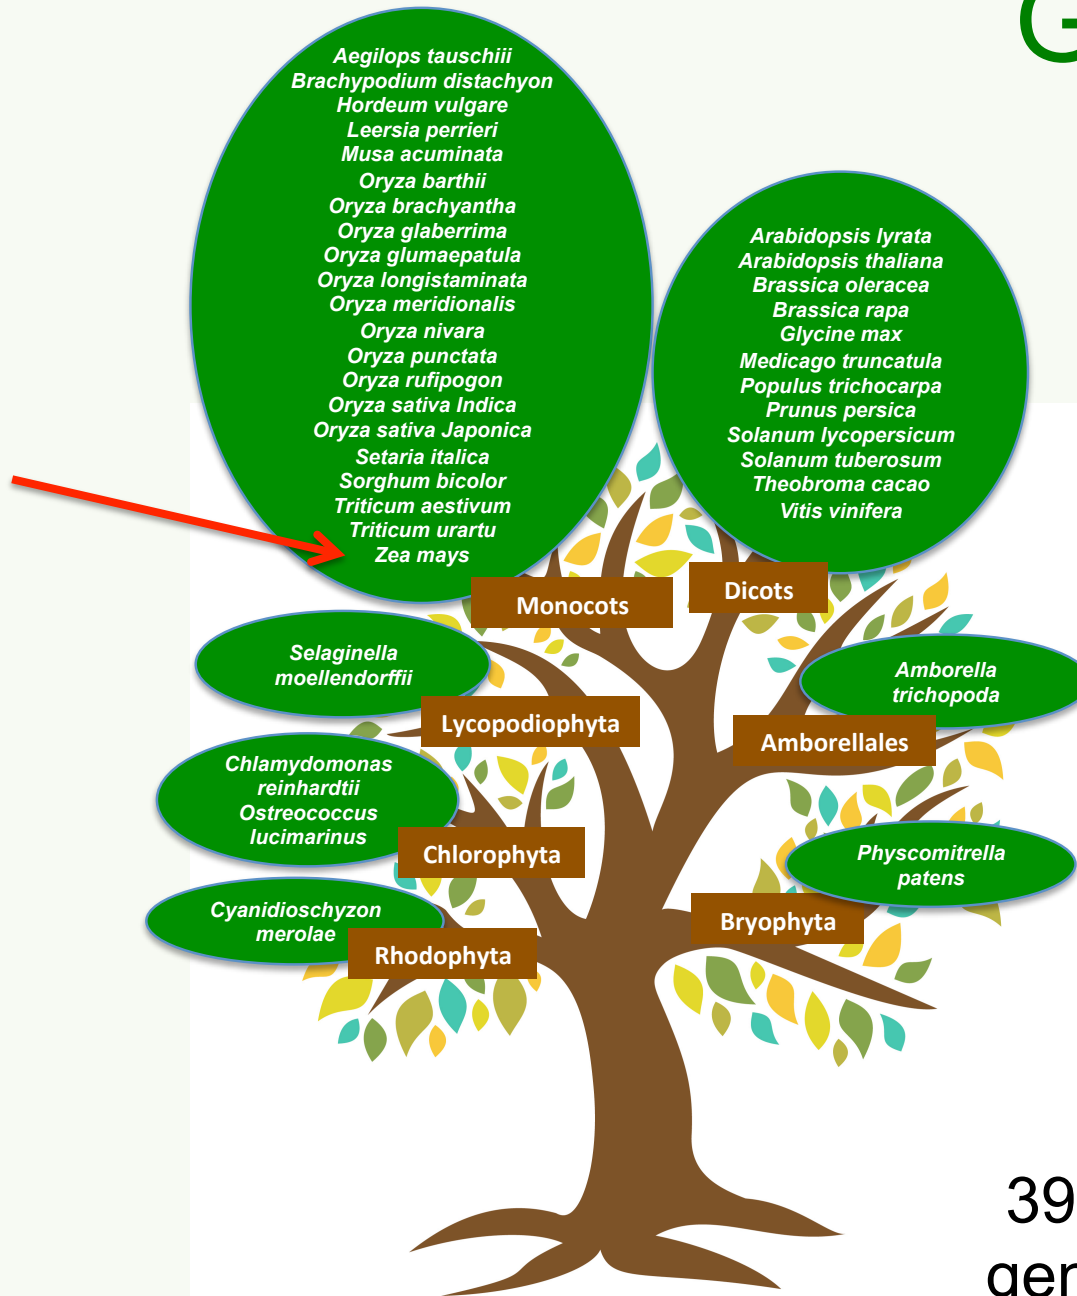 G
Aegilops tauschiii
Brachypodium distachyon
Hordeum vulgare
Leersia perrieri
Musa acuminata
Oryza barthii
Oryza brachyantha
Oryza glaberrima
Oryza glumaepatula
Oryza longistaminata
Oryza meridionalis
Oryza nivara
Oryza punctata
Oryza rufipogon
Oryza sativa Indica
Oryza sativa Japonica
Setaria italica
Sorghum bicolor
Triticum aestivum
Triticum urartu
Zea mays
Monocots
Arabidopsis lyrata
Arabidopsis thaliana
Brassica oleracea
Brassica rapa
Glycine max
Medicago truncatula
Populus trichocarpa
Prunus persica
Solanum lycopersicum
Solanum tuberosum
Theobroma cacao
Vitis vinifera
Dicots
Selaginella
moellendorffii
Lycopodiophyta
Amborella
trichopoda
Amborellales
Chlamydomonas
reinhardtii
Ostreococcus
lucimarinus
Chlorophyta
Physcomitrella
patens
Bryophyta
Cyanidioschyzon
merolae
Rhodophyta
39
gen